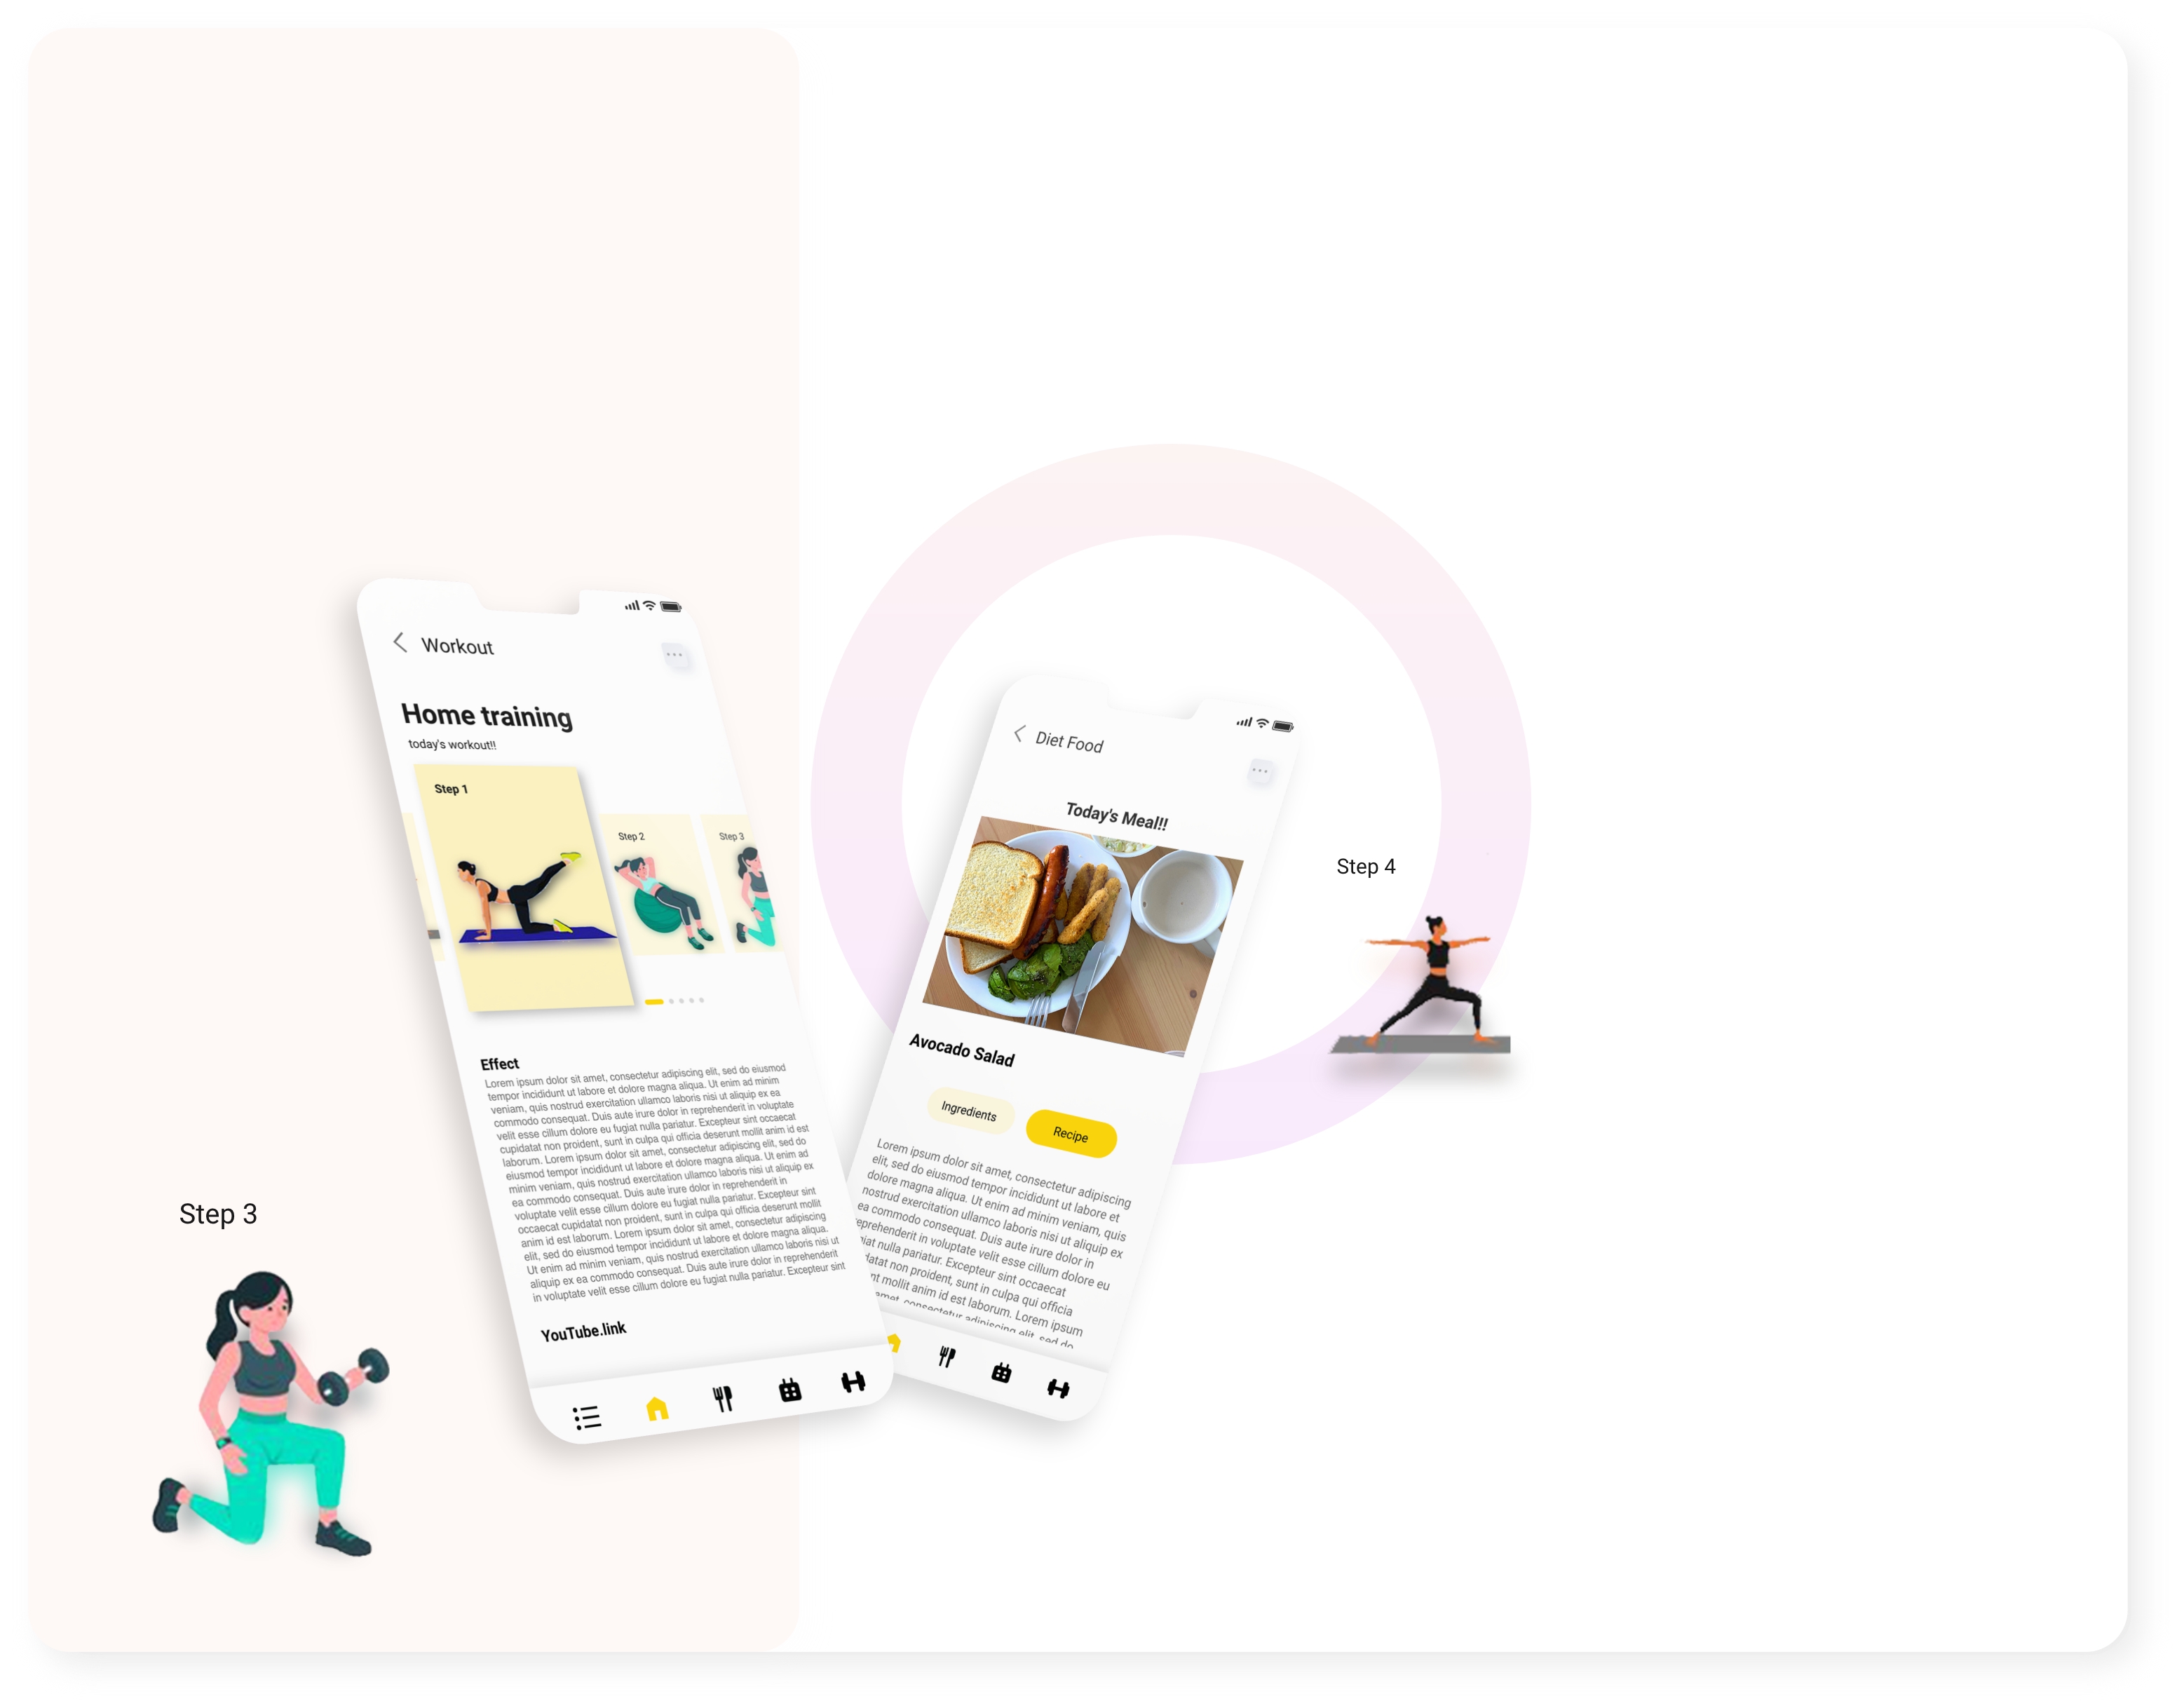 Workout
Home training
today's workout!!
Step 1
Step 2
Step 3
Effect
Lorem ipsum dolor sit amet, consectetur adipiscing elit, sed do eiusmod
tempor incididunt ut labore et dolore magna aliqua. Ut enim ad minim
veniam, quis nostrud exercitation ullamco laboris nisi ut aliquip ex ea
commodo consequat. Duis aute irure dolor in reprehenderit in voluptate
velit esse cillum dolore eu fugiat nulla pariatur. Excepteur sint occaecat
cupidatat non proident, sunt in culpa qui officia deserunt mollit anim id est
laborum. Lorem ipsum dolor sit amet, consectetur adipiscing elit, sed do
eiusmod tempor incididunt ut labore et dolore magna aliqua. Ut enim ad
minim veniam, quis nostrud exercitation ullamco laboris nisi ut aliquip ex
ea commodo consequat. Duis aute irure dolor in reprehenderit in
voluptate velit esse cillum dolore eu fugiat nulla pariatur. Excepteur sint
occaecat cupidatat non proident, sunt in culpa qui officia deserunt mollit
anim id est laborum. Lorem ipsum dolor sit amet, consectetur adipiscing
elit, sed do eiusmod tempor incididunt ut labore et dolore magna aliqua.
Ut enim ad minim veniam, quis nostrud exercitation ullamco laboris nisi ut
aliquip ex ea commodo consequat. Duis aute irure dolor in reprehenderit
in voluptate velit esse cillum dolore eu fugiat nulla pariatur. Excepteur sint
YouTube.link
Diet Food
Today's Meal!!
Avocado Salad
Ingredients
Recipe
Lorem ipsum dolor sit amet, consectetur adipiscing
elit, sed do eiusmod tempor incididunt ut labore et
dolore magna aliqua. Ut enim ad minim veniam, quis
nostrud exercitation ullamco laboris nisi ut aliquip ex
ea commodo consequat. Duis aute irure dolor in
eprehenderit in voluptate velit esse cillum dolore eu
giat nulla pariatur. Excepteur sint occaecat
datat non proident, sunt in culpa qui officia
nt mollit anim id est laborum. Lorem ipsum
amet, consectetur adipiscing elit, sed do
Step 4
Step 3